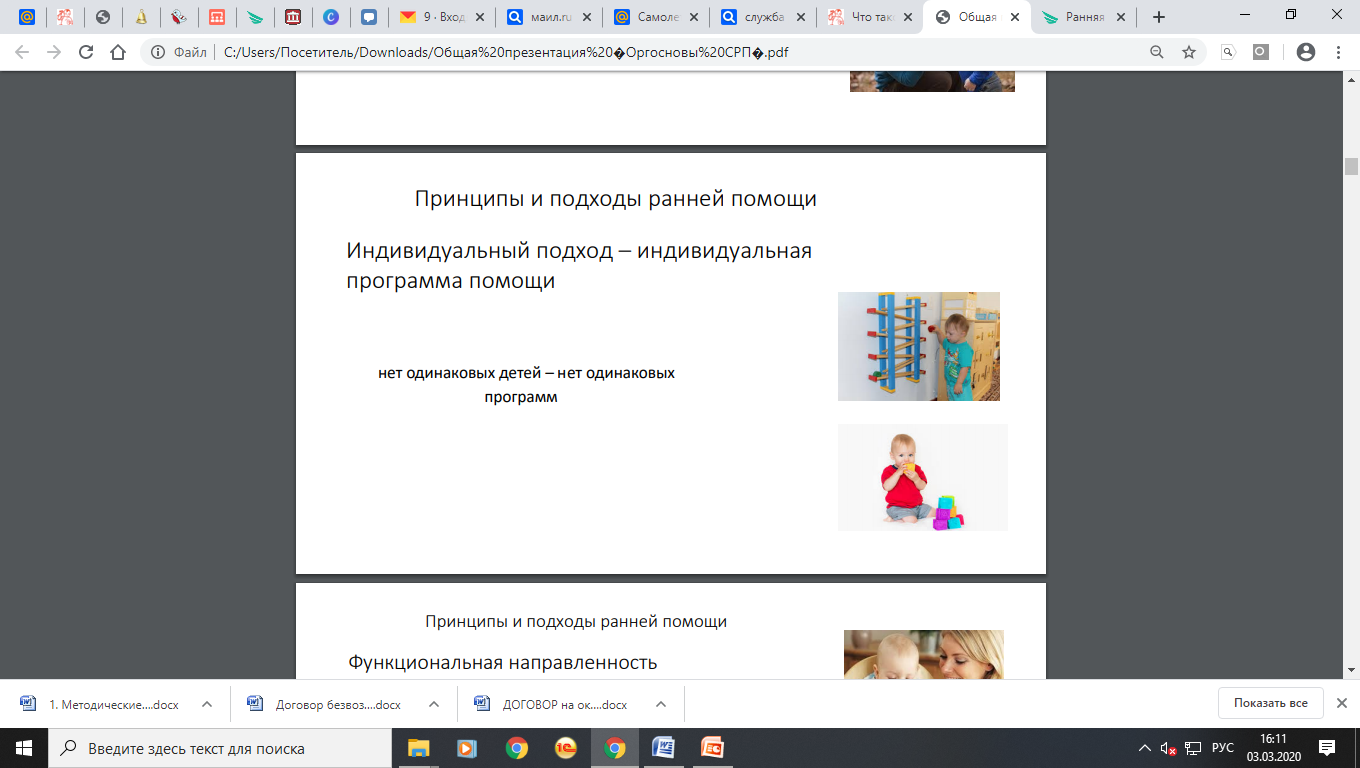 9 · Вход
маил.ru
Самоле
служба
Что так
Общая
Ранняя
Файл
C:/Users/Посетитель/Downloads/Общая%20презентация%20�Оргосновы%20СРП�.pdf
Принципы и подходы ранней помощи
Индивидуальный подход – индивидуальная
программа помощи
нет одинаковых детей – нет одинаковых
программ
Принципы и подходы ранней помощи
Функциональная направленность
1. Методические....docx
Договор безвоз....docx
ДОГОВОР на ок....docx
Показать все
Введите здесь текст для поиска
РУС
16:11
03.03.2020